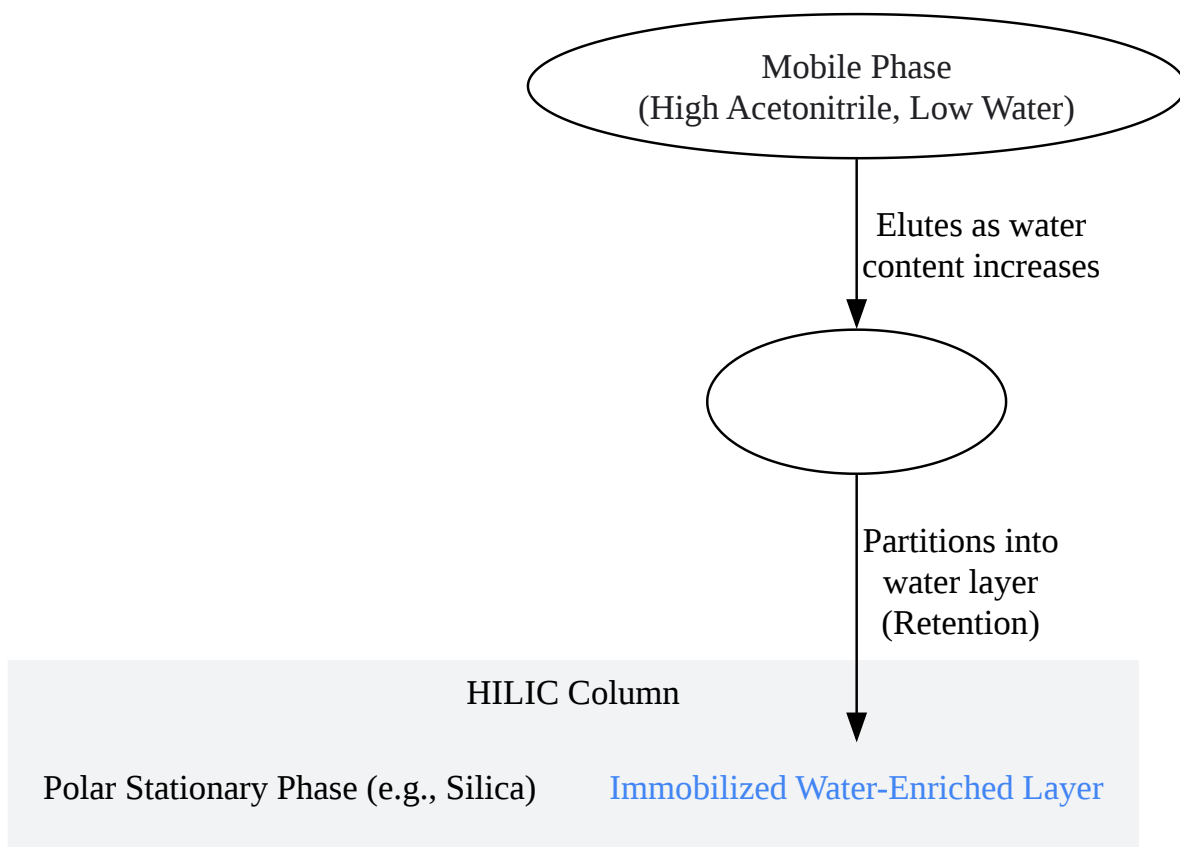 Mobile Phase
(High Acetonitrile, Low Water)
Elutes as water
content increases
Partitions into
water layer
(Retention)
HILIC Column
Polar Stationary Phase (e.g., Silica)
Immobilized Water-Enriched Layer